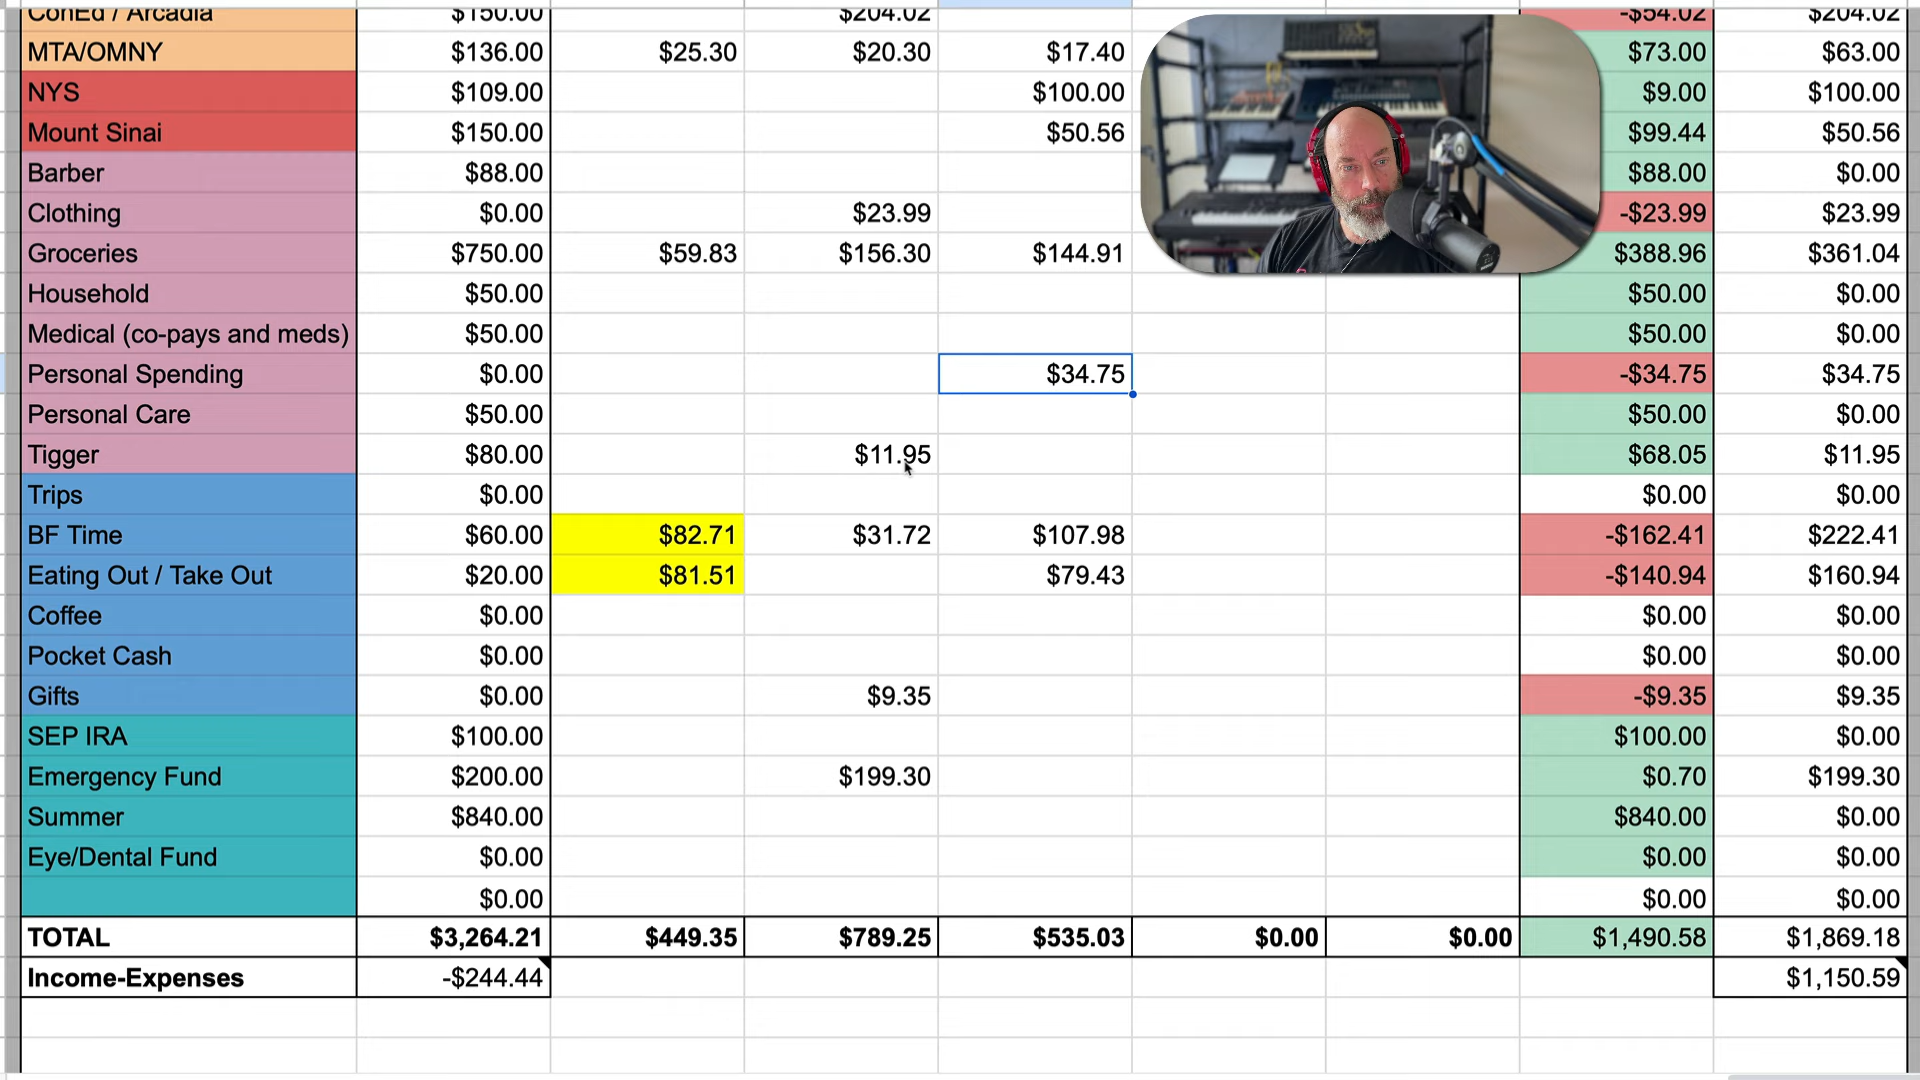 ConEd / Arcadia $150.00 $204.02 -$54.02 $204.02
MTA/OMNY $136.00 $25.30 $20.30 $17.40 $73.00 $63.00
NYS $109.00 $100.00 $9.00 $100.00
Mount Sinai $150.00 $50.56 $99.44 $50.56
Barber $88.00 $88.00 $0.00
Clothing $0.00 $23.99 -$23.99 $23.99
Groceries $750.00 $59.83 $156.30 $144.91 $388.96 $361.04
Household $50.00 $50.00 $0.00
Medical (co-pays and meds) $50.00 $50.00 $0.00
Personal Spending $0.00 $34.75 -$34.75 $34.75
Personal Care $50.00 $50.00 $0.00
Tigger $80.00 $11.95 $68.05 $11.95
Trips $0.00 $0.00 $0.00
BF Time $60.00 $82.71 $31.72 $107.98 -$162.41 $222.41
Eating Out / Take Out $20.00 $81.51 $79.43 -$140.94 $160.94
Coffee $0.00 $0.00 $0.00
Pocket Cash $0.00 $0.00 $0.00
Gifts $0.00 $9.35 -$9.35 $9.35
SEP IRA $100.00 $100.00 $0.00
Emergency Fund $200.00 $199.30 $0.70 $199.30
Summer $840.00 $840.00 $0.00
Eye/Dental Fund $0.00 $0.00 $0.00
$0.00 $0.00 $0.00
TOTAL $3,264.21 $449.35 $789.25 $535.03 $0.00 $0.00 $1,490.58 $1,869.18
Income-Expenses -$244.44 $1,150.59